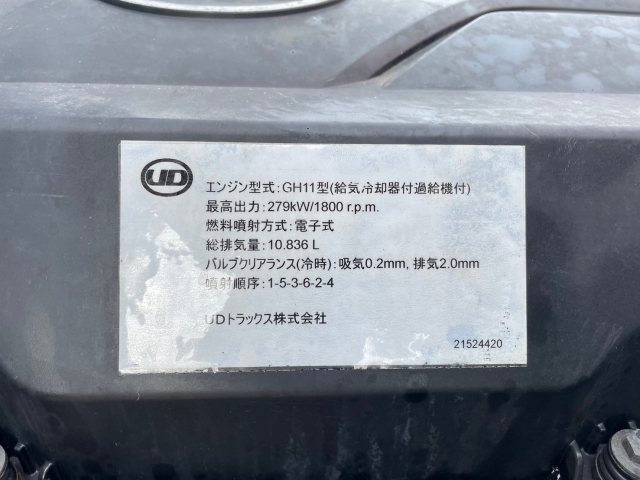 UD
エンジン型式:GH11型(給気冷却器付過給機付)
最高出力:279kW/1800 r.p.m.
燃料噴射方式:電子式
総排気量:10.836 L
バルブクリアランス(冷時):吸気0.2mm, 排気2.0mm
噴射順序:1-5-3-6-2-4
UDトラックス株式会社
21524420